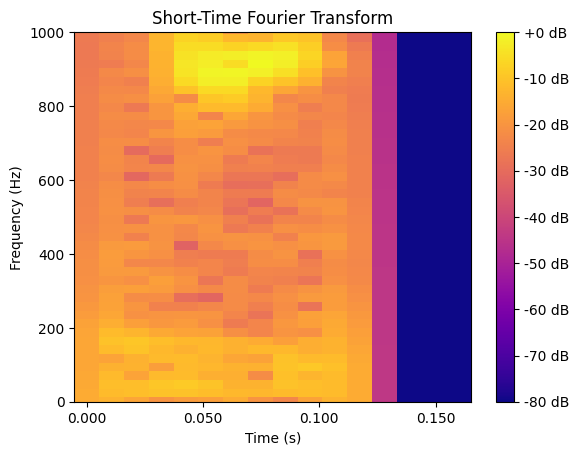 Short-Time Fourier Transform
Frequency (Hz)
1000
800
600
400
200
0
0.000
0.050
0.100
0.150
Time (s)
+0 dB
-10 dB
-20 dB
-30 dB
-40 dB
-50 dB
-60 dB
-70 dB
-80 dB